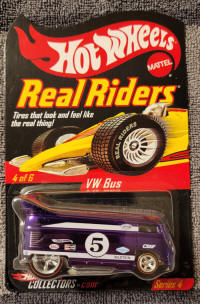 Hot Wheels
MATTEL
Real Riders
Tires that look and feel like
the real thing!
REAL RIDERS
4 of 6
VW Bus
5
COLLECTORS.com
Series 4